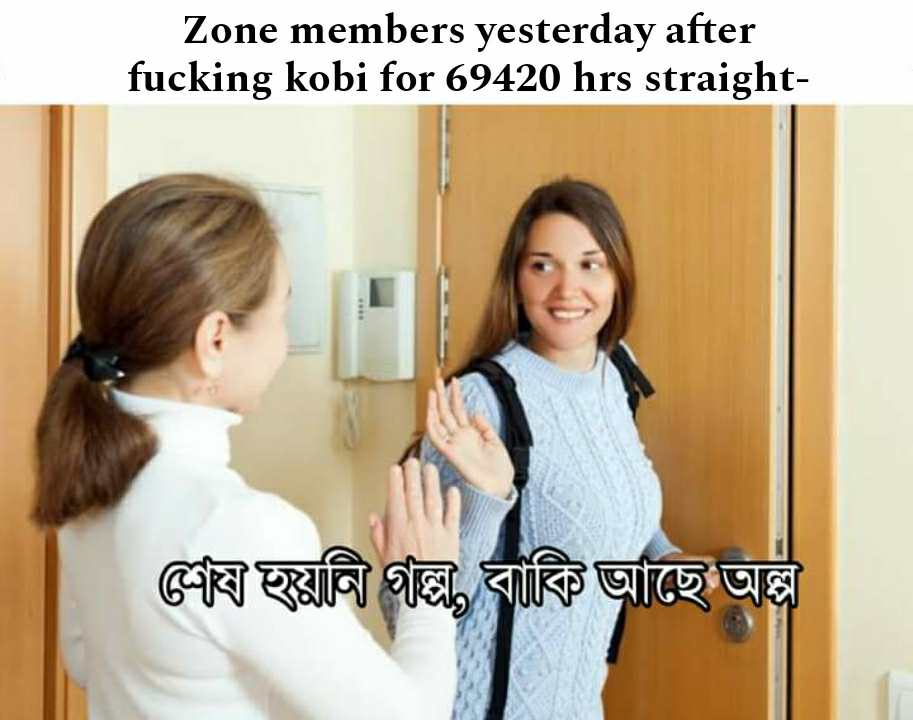 Zone members yesterday after
fucking kobi for 69420 hrs straight-
শেষ হয়নি গল্প, বাকি আছে অল্প